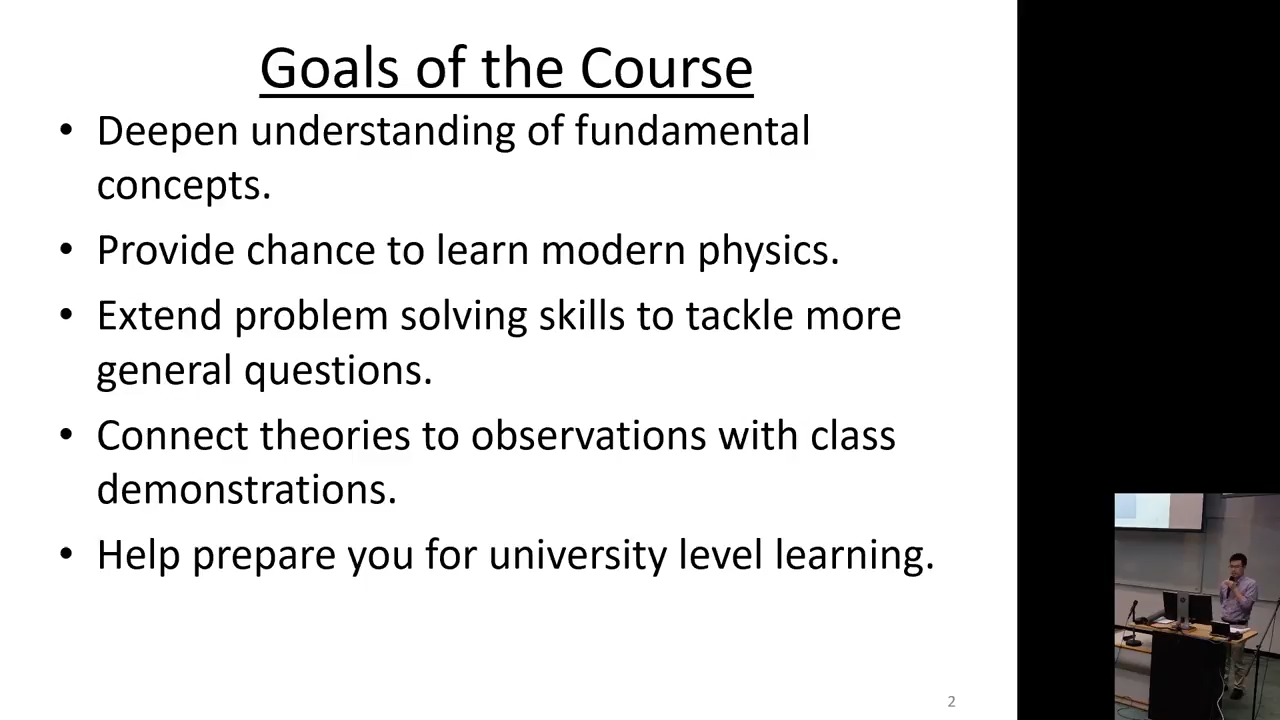 Goals of the Course
• Deepen understanding of fundamental
concepts.
• Provide chance to learn modern physics.
• Extend problem solving skills to tackle more
general questions.
• Connect theories to observations with class
demonstrations.
• Help prepare you for university level learning.
2